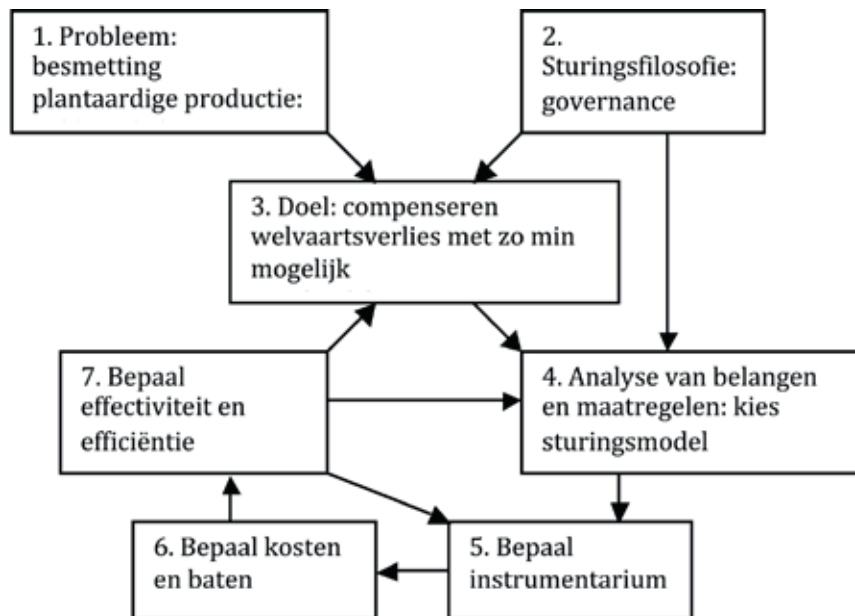 1. Probleem:
besmetting
plantaardige productie:
2.
Sturingsfilosofie:
governance
3. Doel: compenseren
welvaartsverlies met zo min
mogelijk
7. Bepaal
effectiviteit en
efficiëntie
4. Analyse van belangen
en maatregelen: kies
sturingsmodel
6. Bepaal kosten
en baten
5. Bepaal
instrumentarium